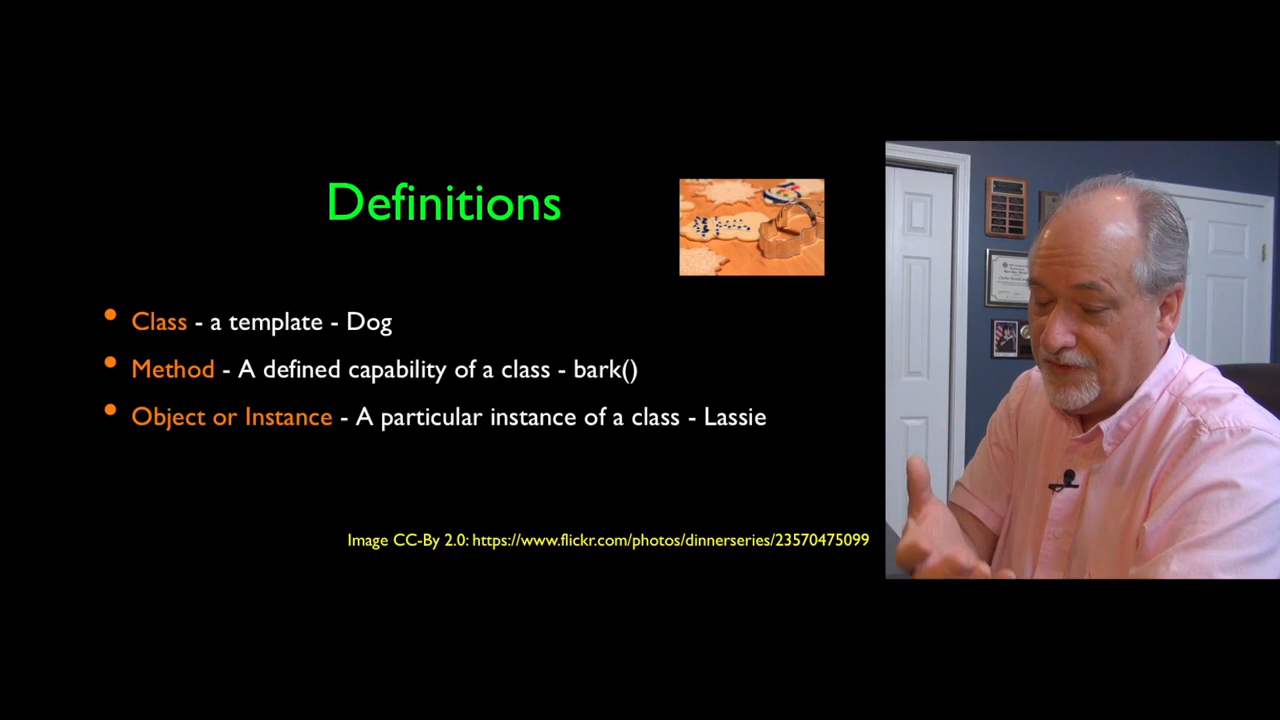 Definitions
• Class - a template - Dog
• Method - A defined capability of a class - bark()
• Object or Instance - A particular instance of a class - Lassie
Image CC-By 2.0: https://www.flickr.com/photos/dinnerseries/23570475099